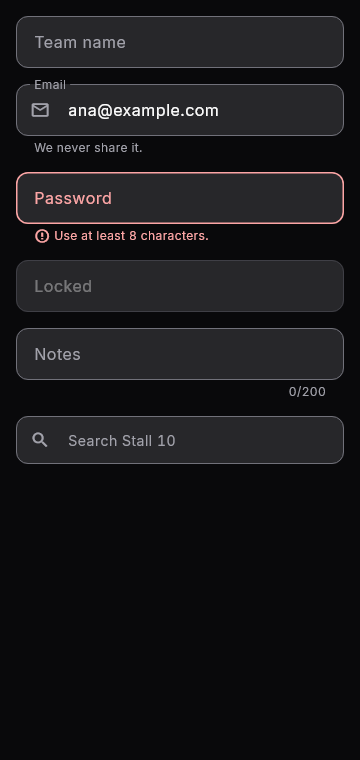 Team name
Email
ana@example.com
We never share it.
Password
Use at least 8 characters.
Locked
Notes
0/200
Search Stall 10